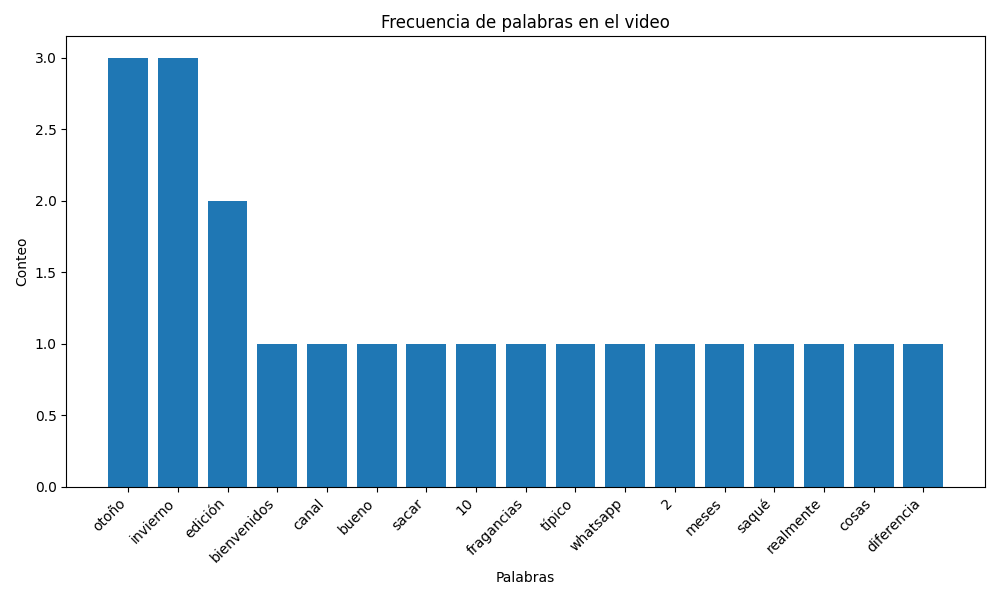 Frecuencia de palabras en el video
Conteo
3.0
2.5
2.0
1.5
1.0
0.5
0.0
otoño
invierno
edición
bienvenidos
canal
bueno
sacar
10
fragancias
típico
whatsapp
2
meses
saqué
realmente
cosas
diferencia
Palabras